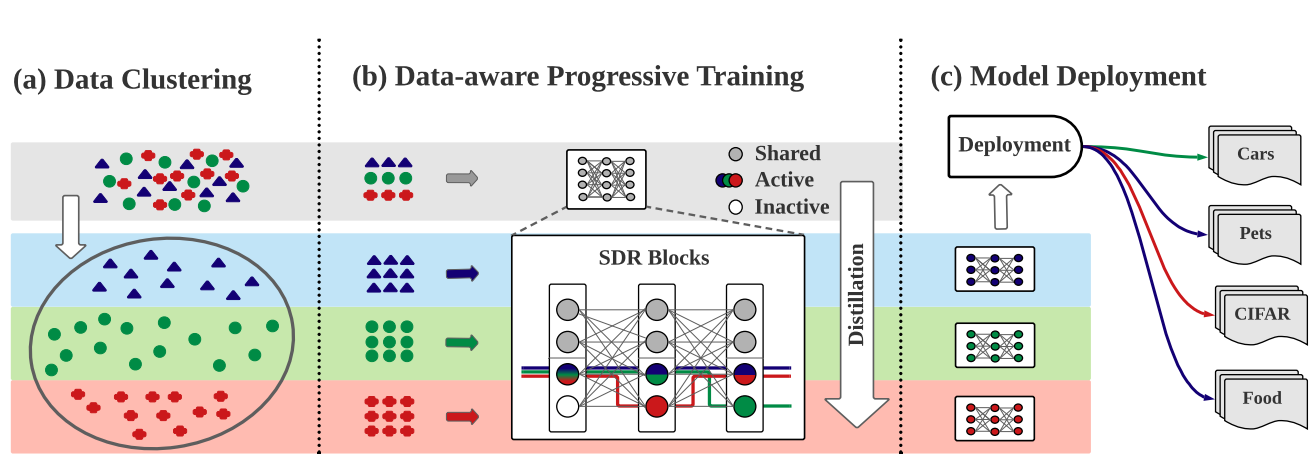 (a) Data Clustering
(b) Data-aware Progressive Training
(c) Model Deployment
Shared
Active
Inactive
SDR Blocks
Distillation
Deployment
Cars
Pets
CIFAR
Food